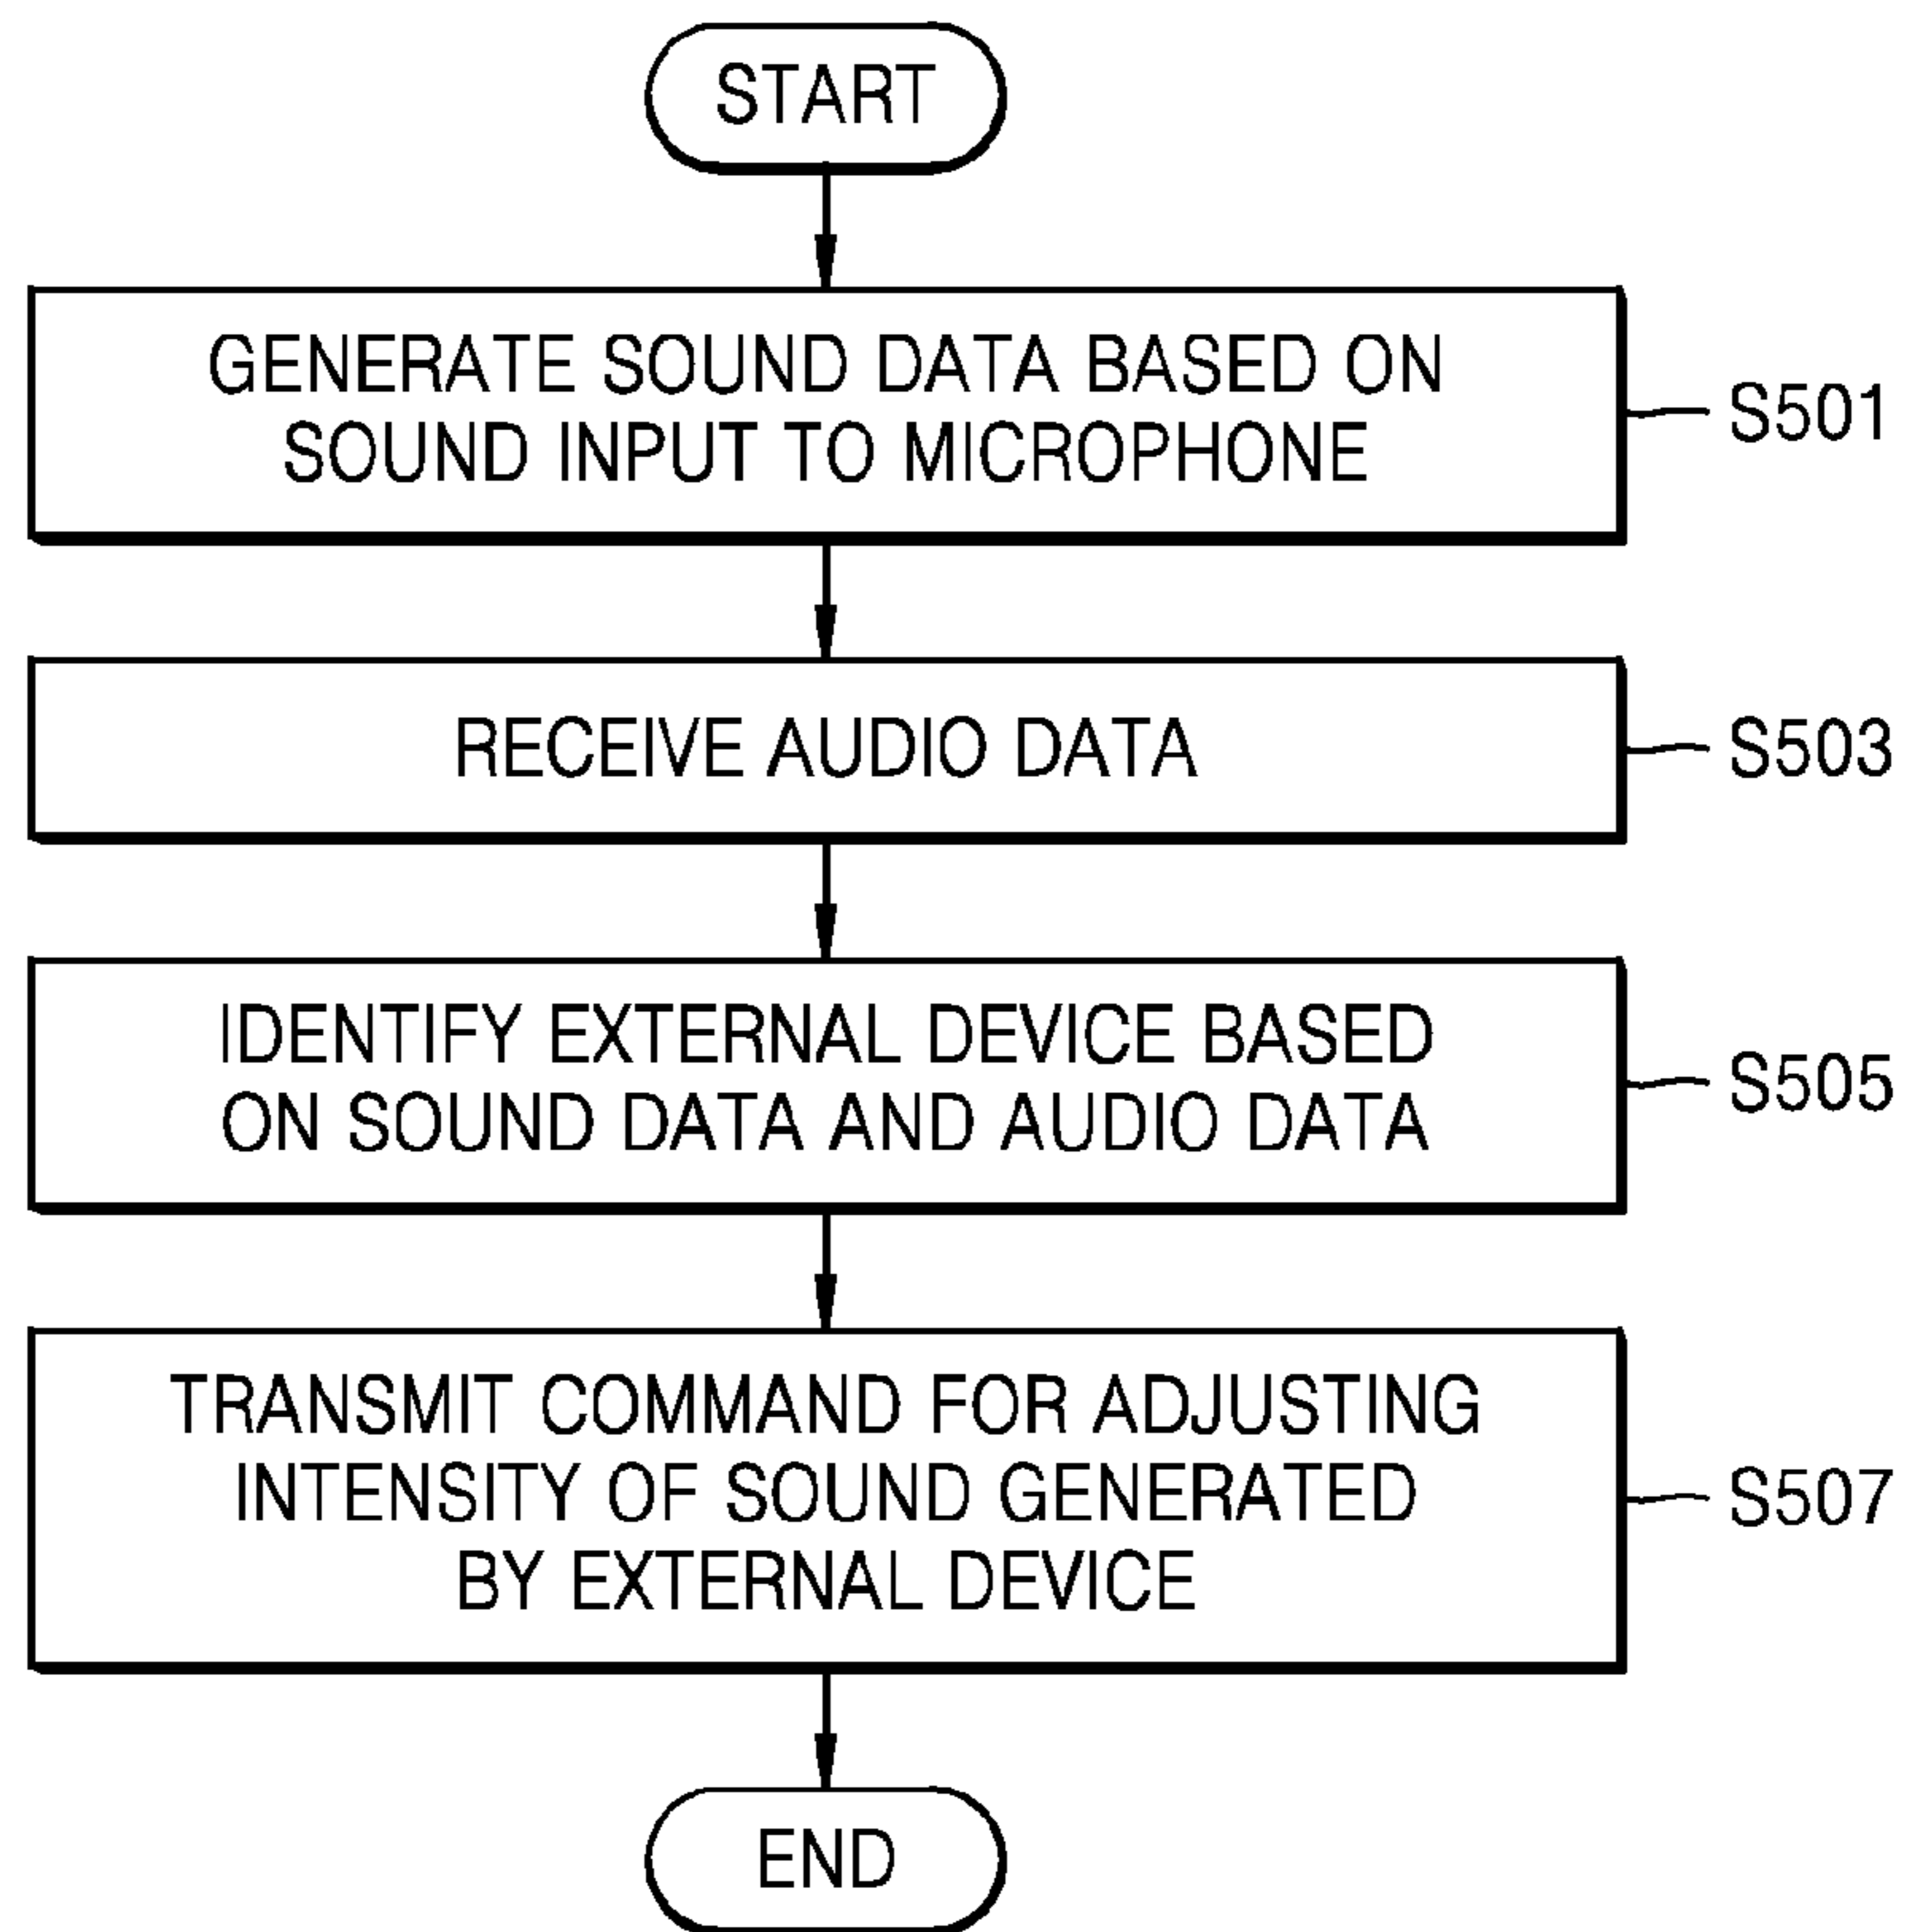 START
GENERATE SOUND DATA BASED ON
SOUND INPUT TO MICROPHONE
S501
RECEIVE AUDIO DATA
S503
IDENTIFY EXTERNAL DEVICE BASED
ON SOUND DATA AND AUDIO DATA
S505
TRANSMIT COMMAND FOR ADJUSTING
INTENSITY OF SOUND GENERATED
BY EXTERNAL DEVICE
S507
END